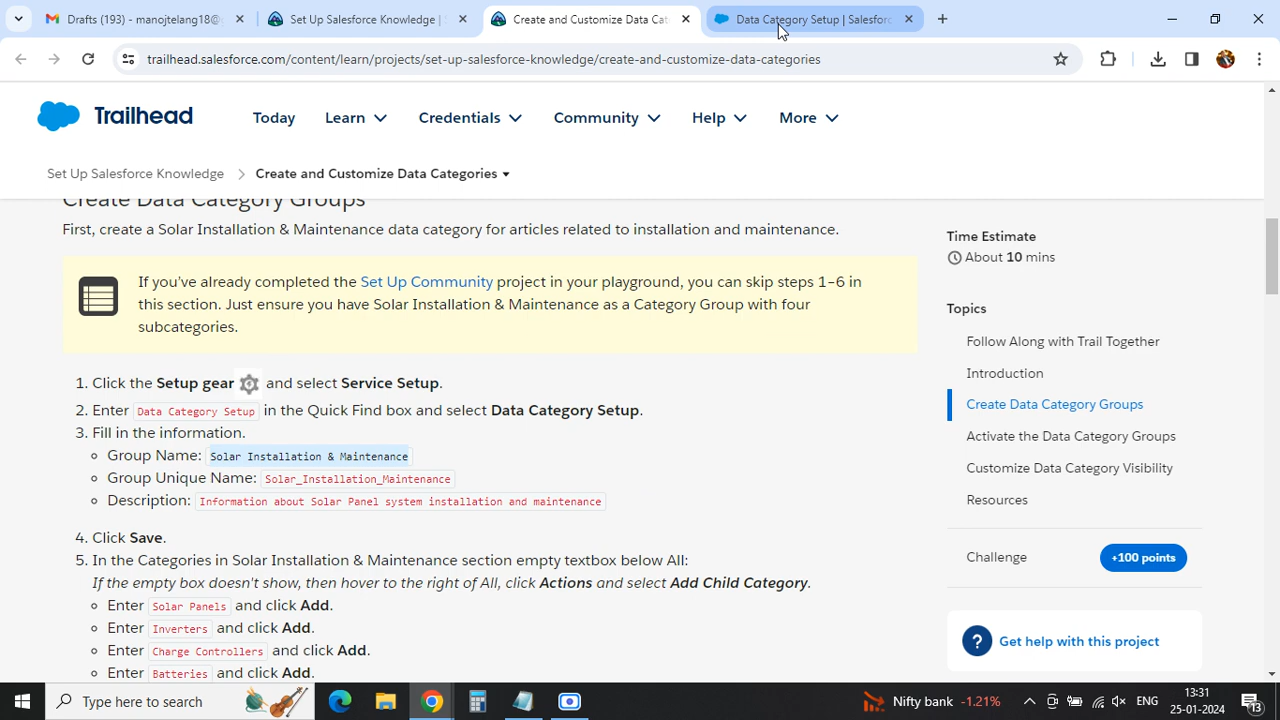 Drafts (193) - manojtelang18@
Set Up Salesforce Knowledge |
Create and Customize Data Cat
Data Category Setup | Salesforc
trailhead.salesforce.com/content/learn/projects/set-up-salesforce-knowledge/create-and-customize-data-categories
Trailhead
Today
Learn
Credentials
Community
Help
More
Set Up Salesforce Knowledge
Create and Customize Data Categories
Create Data Category Groups
First, create a Solar Installation & Maintenance data category for articles related to installation and maintenance.
If you've already completed the Set Up Community project in your playground, you can skip steps 1–6 in
this section. Just ensure you have Solar Installation & Maintenance as a Category Group with four
subcategories.
1. Click the Setup gear and select Service Setup.
2. Enter Data Category Setup in the Quick Find box and select Data Category Setup.
3. Fill in the information.
Group Name: Solar Installation & Maintenance
Group Unique Name: Solar_Installation_Maintenance
Description: Information about Solar Panel system installation and maintenance
4. Click Save.
5. In the Categories in Solar Installation & Maintenance section empty textbox below All:
If the empty box doesn't show, then hover to the right of All, click Actions and select Add Child Category.
Enter Solar Panels and click Add.
Enter Inverters and click Add.
Enter Charge Controllers and click Add.
Enter Batteries and click Add.
Time Estimate
About 10 mins
Topics
Follow Along with Trail Together
Introduction
Create Data Category Groups
Activate the Data Category Groups
Customize Data Category Visibility
Resources
Challenge
+100 points
? Get help with this project
Type here to search
Nifty bank -1.21%
ENG
13:31
25-01-2024
13